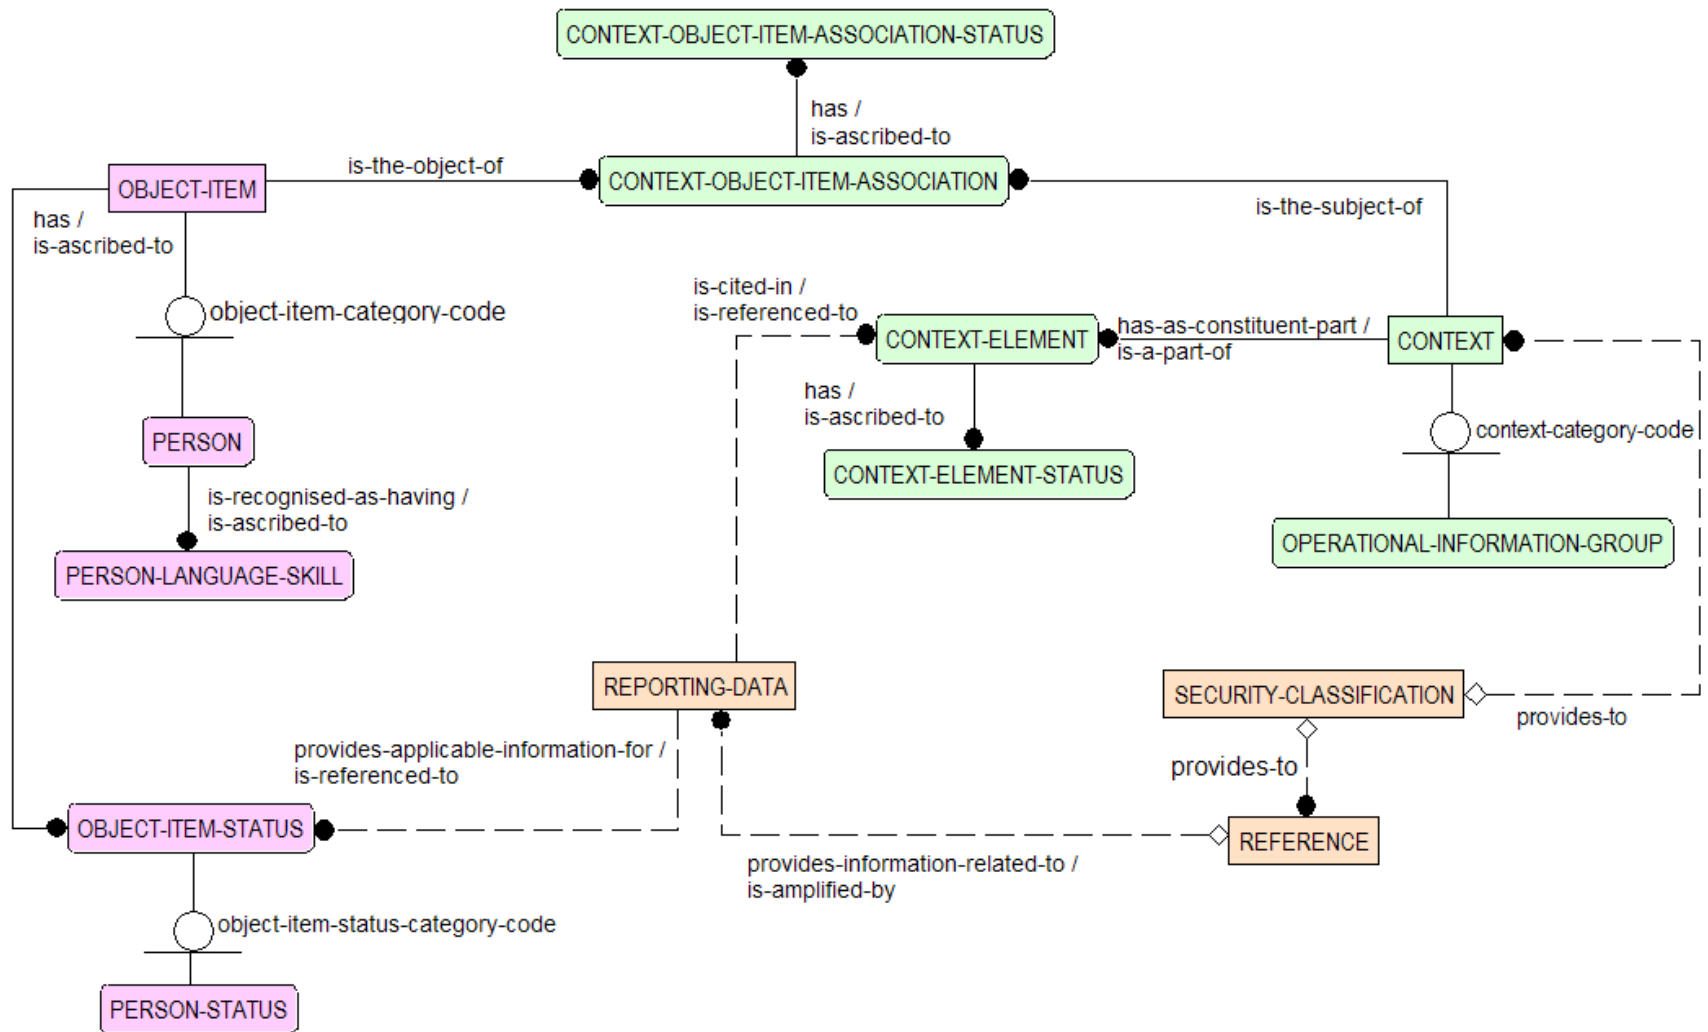 CONTEXT-OBJECT-ITEM-ASSOCIATION-STATUS
has /
is-ascribed-to
OBJECT-ITEM
is-the-object-of
CONTEXT-OBJECT-ITEM-ASSOCIATION
is-the-subject-of
has /
is-ascribed-to
object-item-category-code
is-cited-in /
is-referenced-to
CONTEXT-ELEMENT
has-as-constituent-part /
is-a-part-of
CONTEXT
has /
is-ascribed-to
context-category-code
PERSON
CONTEXT-ELEMENT-STATUS
is-recognised-as-having /
is-ascribed-to
OPERATIONAL-INFORMATION-GROUP
PERSON-LANGUAGE-SKILL
REPORTING-DATA
SECURITY-CLASSIFICATION
provides-to
provides-applicable-information-for /
is-referenced-to
provides-to
OBJECT-ITEM-STATUS
REFERENCE
provides-information-related-to /
is-amplified-by
object-item-status-category-code
PERSON-STATUS